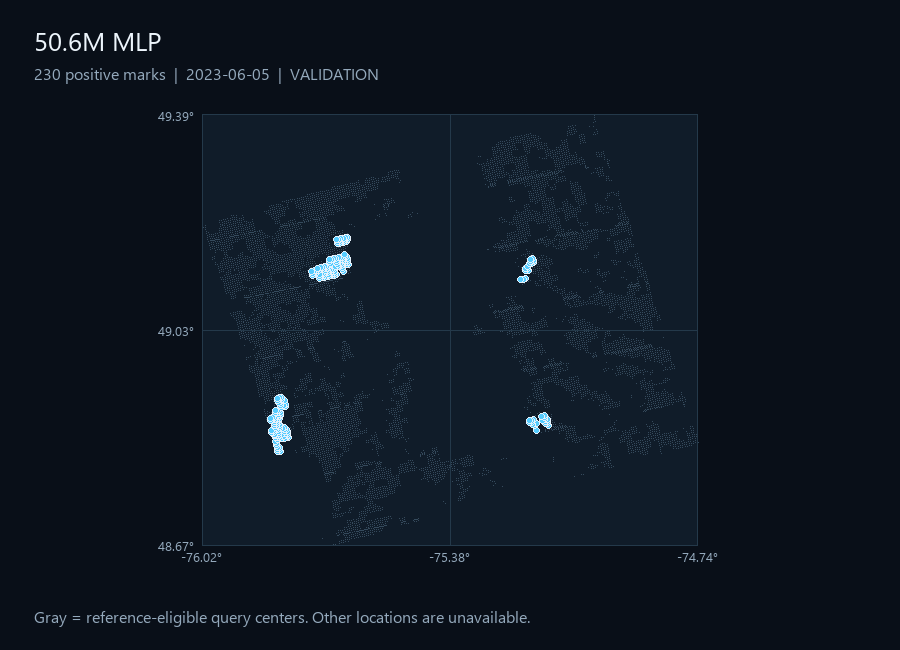 50.6M MLP
230 positive marks | 2023-06-05 | VALIDATION
49.39°
49.03°
48.67°
-76.02°
-75.38°
-74.74°
Gray = reference-eligible query centers. Other locations are unavailable.